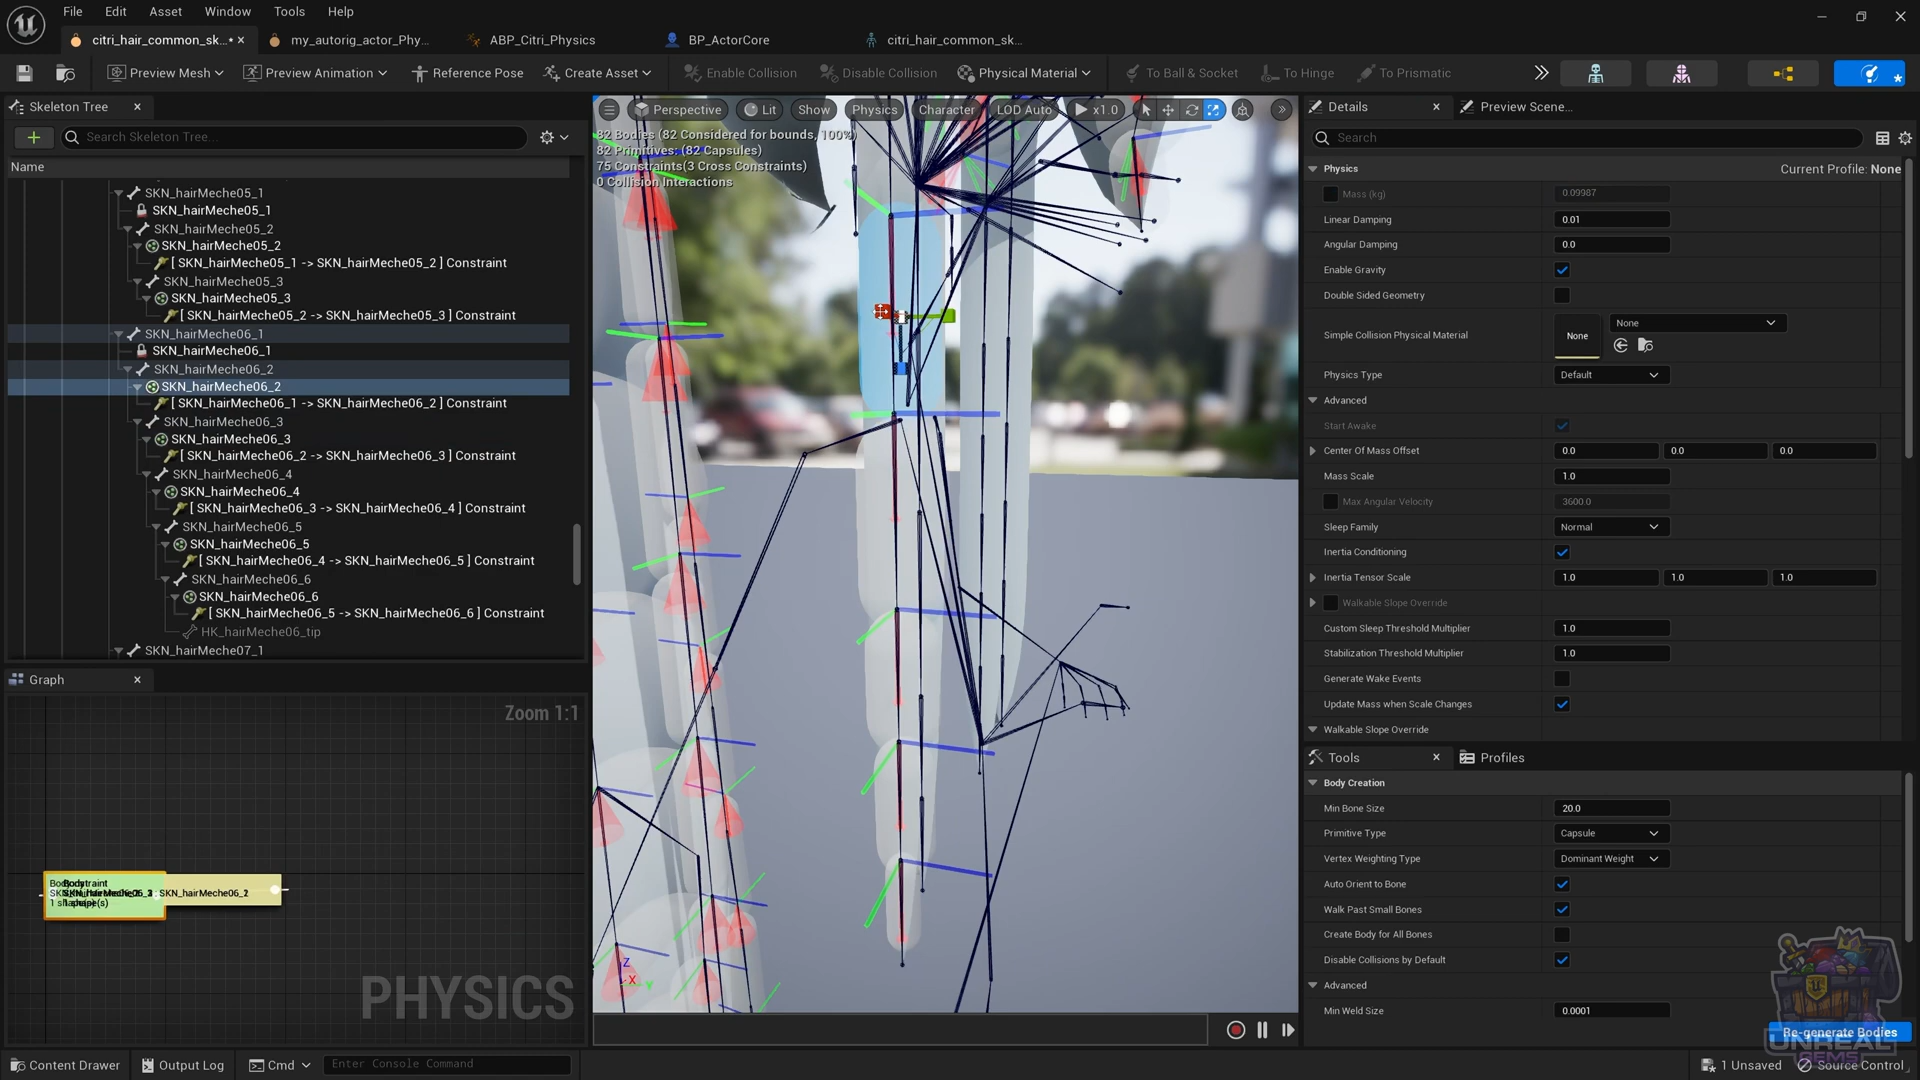 File Edit Asset Window Tools Help
citri_hair_common_sk...• my_autorig_actor_Phy... ABP_Citri_Physics BP_ActorCore citri_hair_common_sk...
Preview Mesh Preview Animation Reference Pose Create Asset Enable Collision Disable Collision Physical Material To Ball & Socket To Hinge To Prismatic
Skeleton Tree
Search Skeleton Tree...
Name
SKN_hairMeche05_1
SKN_hairMeche05_1
SKN_hairMeche05_2
SKN_hairMeche05_2
[ SKN_hairMeche05_1 -> SKN_hairMeche05_2 ] Constraint
SKN_hairMeche05_3
SKN_hairMeche05_3
[ SKN_hairMeche05_2 -> SKN_hairMeche05_3 ] Constraint
SKN_hairMeche06_1
SKN_hairMeche06_1
SKN_hairMeche06_2
SKN_hairMeche06_2
[ SKN_hairMeche06_1 -> SKN_hairMeche06_2 ] Constraint
SKN_hairMeche06_3
SKN_hairMeche06_3
[ SKN_hairMeche06_2 -> SKN_hairMeche06_3 ] Constraint
SKN_hairMeche06_4
SKN_hairMeche06_4
[ SKN_hairMeche06_3 -> SKN_hairMeche06_4 ] Constraint
SKN_hairMeche06_5
SKN_hairMeche06_5
[ SKN_hairMeche06_4 -> SKN_hairMeche06_5 ] Constraint
SKN_hairMeche06_6
SKN_hairMeche06_6
[ SKN_hairMeche06_5 -> SKN_hairMeche06_6 ] Constraint
HK_hairMeche06_tip
SKN_hairMeche07_1
Graph
Zoom 1:1
SKN_hairMeche06_1
PHYSICS
Perspective Lit Show Physics Character LOD Auto x1.0
82 Bodies (82 Considered for bounds, 100%)
82 Primitives: (82 Capsules)
75 Constraints(3 Cross Constraints)
0 Collision Interactions
Z
X
Y
Details Preview Scene...
Search
Physics Current Profile: None
Mass (kg) 0.09987
Linear Damping 0.01
Angular Damping 0.0
Enable Gravity
Double Sided Geometry
Simple Collision Physical Material None None
Physics Type Default
Advanced
Start Awake
Center Of Mass Offset 0.0 0.0 0.0
Mass Scale 1.0
Max Angular Velocity 3600.0
Sleep Family Normal
Inertia Conditioning
Inertia Tensor Scale 1.0 1.0 1.0
Walkable Slope Override
Custom Sleep Threshold Multiplier 1.0
Stabilization Threshold Multiplier 1.0
Generate Wake Events
Update Mass when Scale Changes
Walkable Slope Override
Tools Profiles
Body Creation
Min Bone Size 20.0
Primitive Type Capsule
Vertex Weighting Type Dominant Weight
Auto Orient to Bone
Walk Past Small Bones
Create Body for All Bones
Disable Collisions by Default
Advanced
Min Weld Size 0.0001
Re-generate Bodies
UNREAL
GEMS
Content Drawer Output Log Cmd Enter Console Command 1 Unsaved Source Control